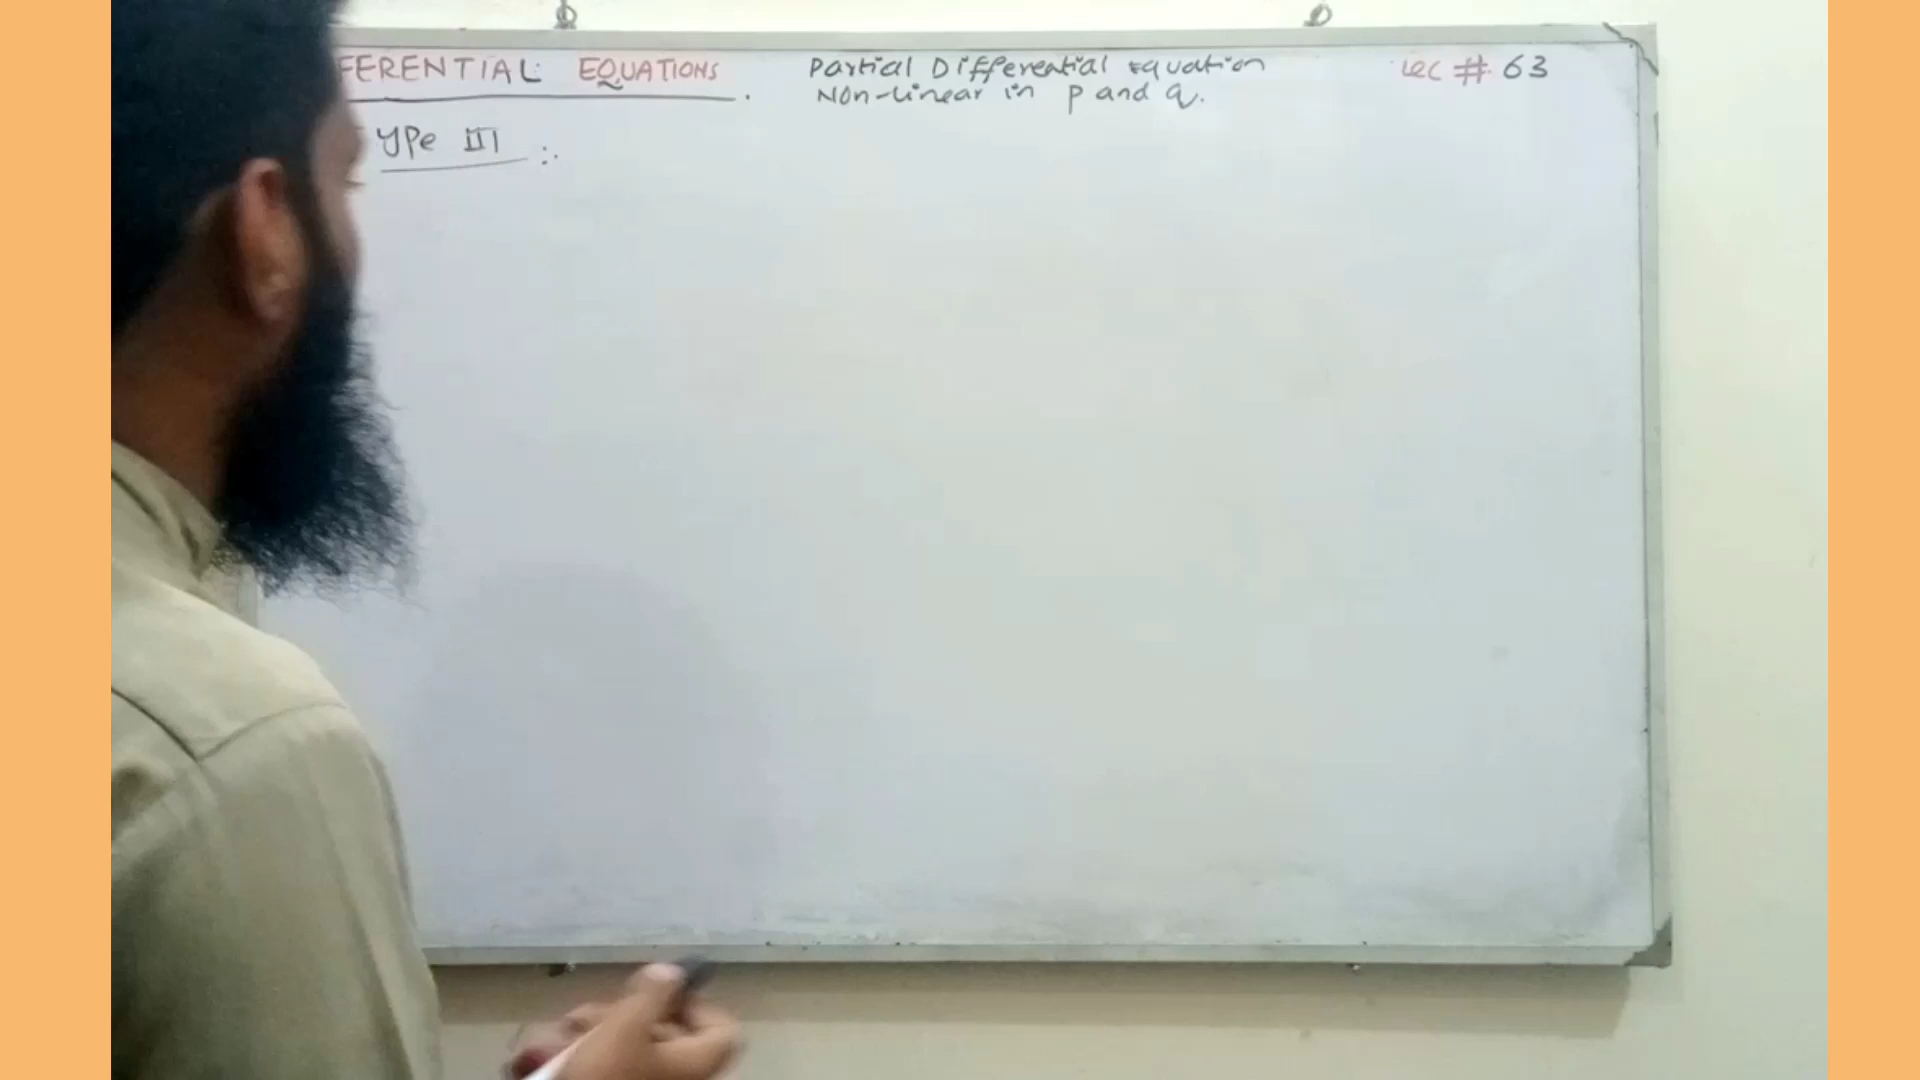 FERENTIAL EQUATIONS.
Partial Differential Equation
Non-linear in p and q.
Lec # 63
ype III :.